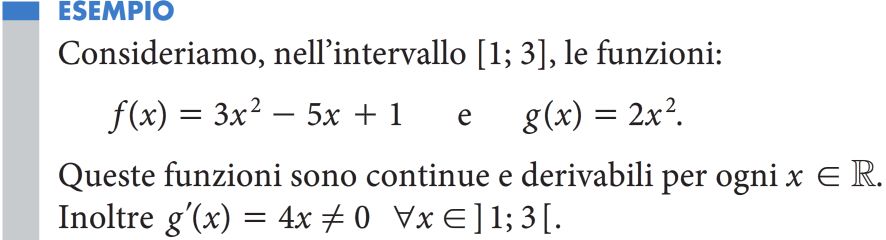 ESEMPIO
Consideriamo, nell'intervallo [1; 3], le funzioni:
f(x) = 3x² − 5x + 1 e g(x) = 2x².
Queste funzioni sono continue e derivabili per ogni x ∈ ℝ.
Inoltre g′(x) = 4x ≠ 0 ∀x ∈ ]1; 3[.